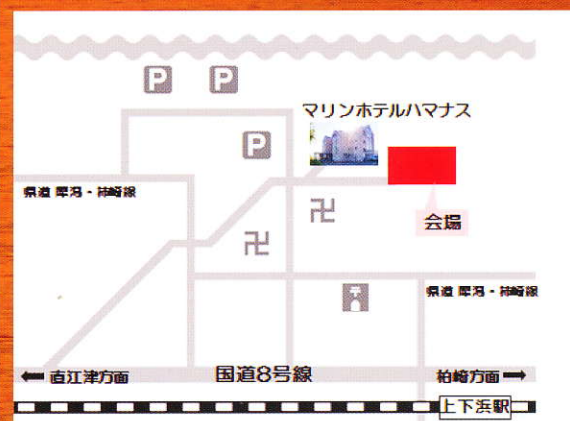 P P
マリンホテルハマナス
P
県道 犀潟・柿崎線
会場
県道 犀潟・柿崎線
国道8号線
← 直江津方面
柏崎方面 →
上下浜駅